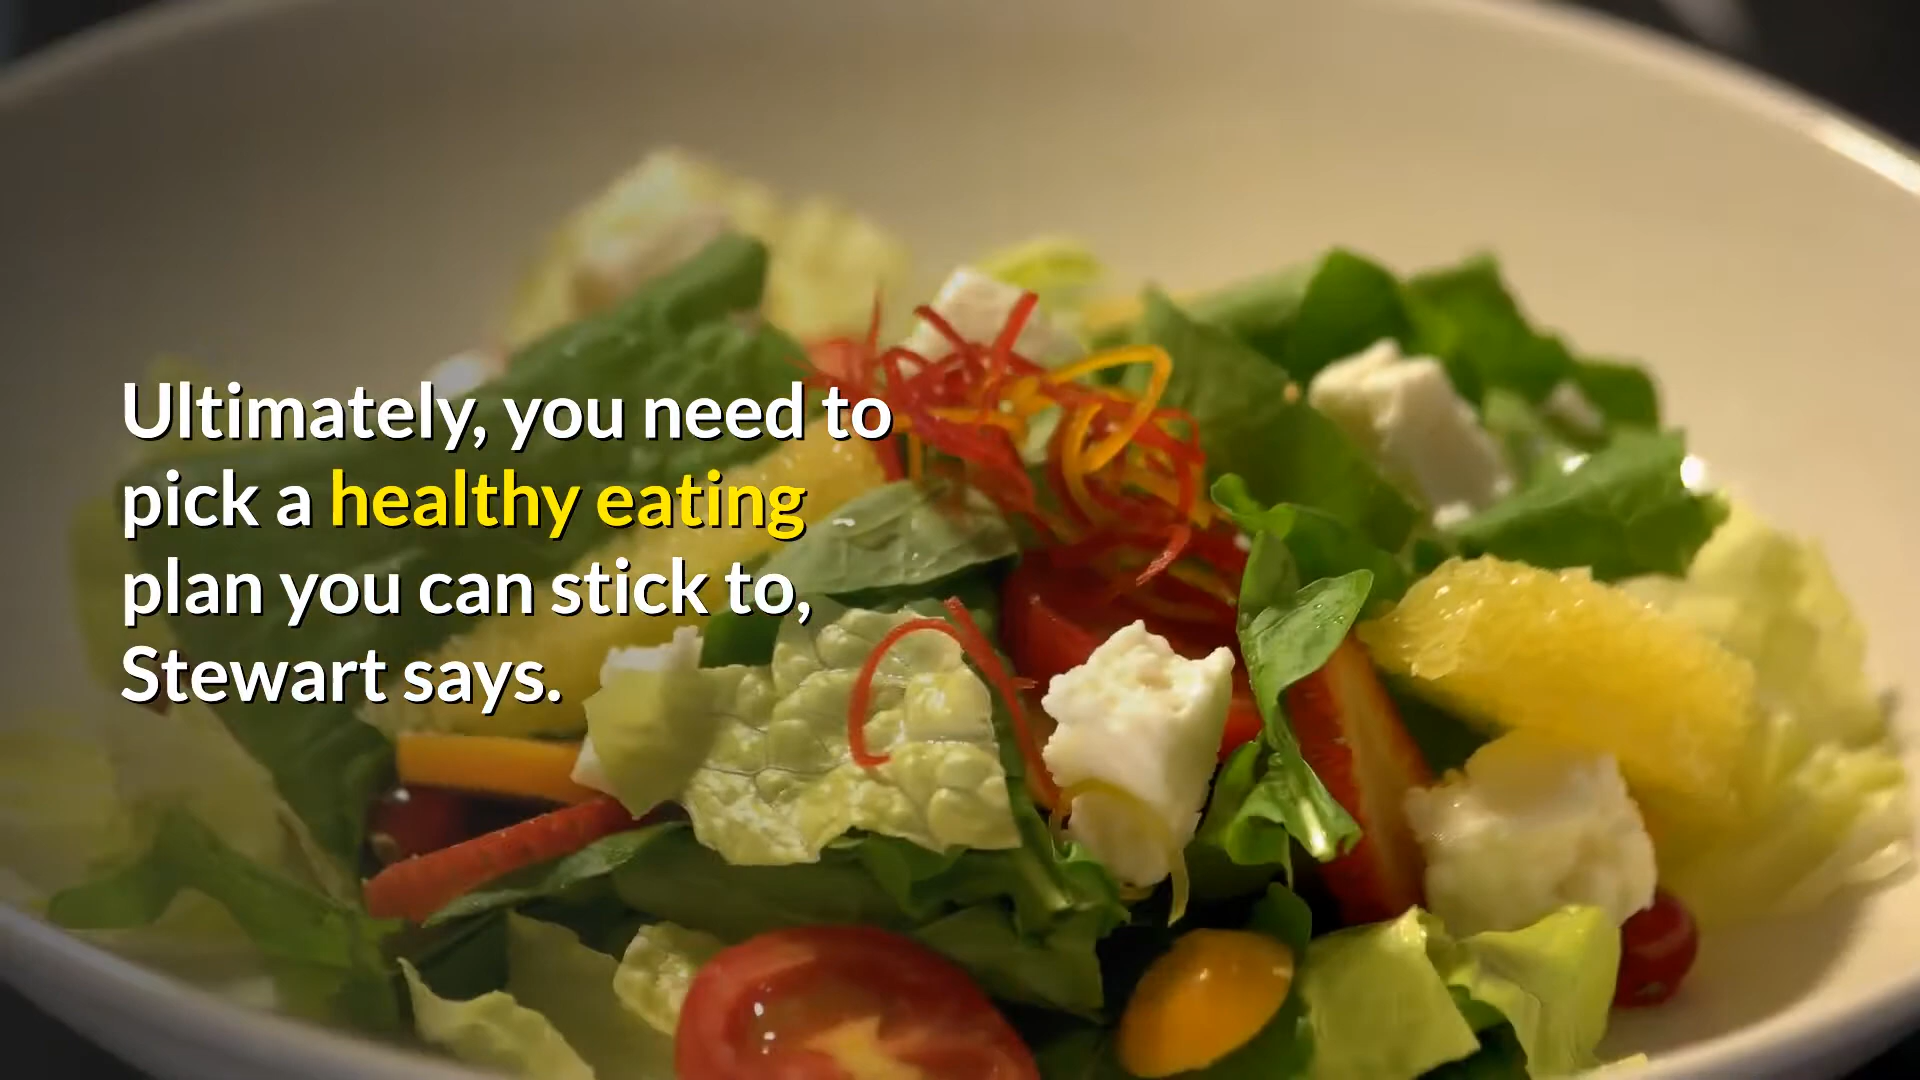 Ultimately, you need to
pick a healthy eating
plan you can stick to,
Stewart says.